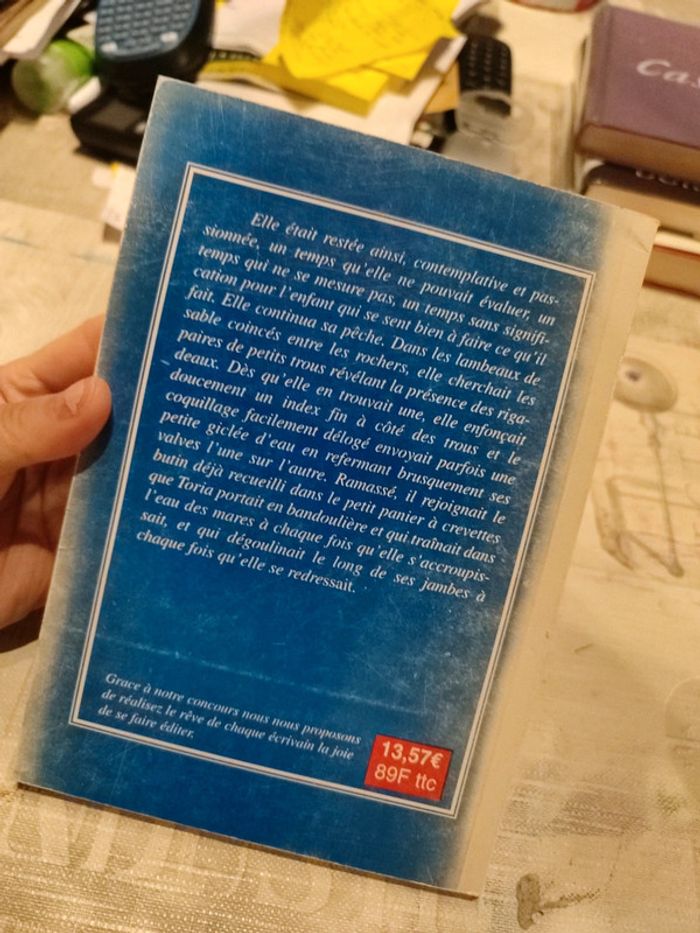 Elle était restée ainsi, contemplative et pas-
sionnée, un temps qu'elle ne pouvait évaluer, un
temps qui ne se mesure pas, un temps sans signifi-
cation pour l'enfant qui se sent bien à faire ce qu'il
fait. Elle continua sa pêche. Dans les lambeaux de
sable coincés entre les rochers, elle cherchait les
paires de petits trous révélant la présence des riga-
deaux. Dès qu'elle en trouvait une, elle enfonçait
doucement un index fin à côté des trous et le
coquillage facilement délogé envoyait parfois une
petite giclée d'eau en refermant brusquement ses
valves l'une sur l'autre. Ramassé, il rejoignait le
butin déjà recueilli dans le petit panier à crevettes
que Toria portait en bandoulière et qui traînait dans
l'eau des mares à chaque fois qu'elle s'accroupis-
sait, et qui dégoulinait le long de ses jambes à
chaque fois qu'elle se redressait.
Grace à notre concours nous nous proposons
de réalisez le rêve de chaque écrivain la joie
de se faire éditer.
13,57€
89F ttc